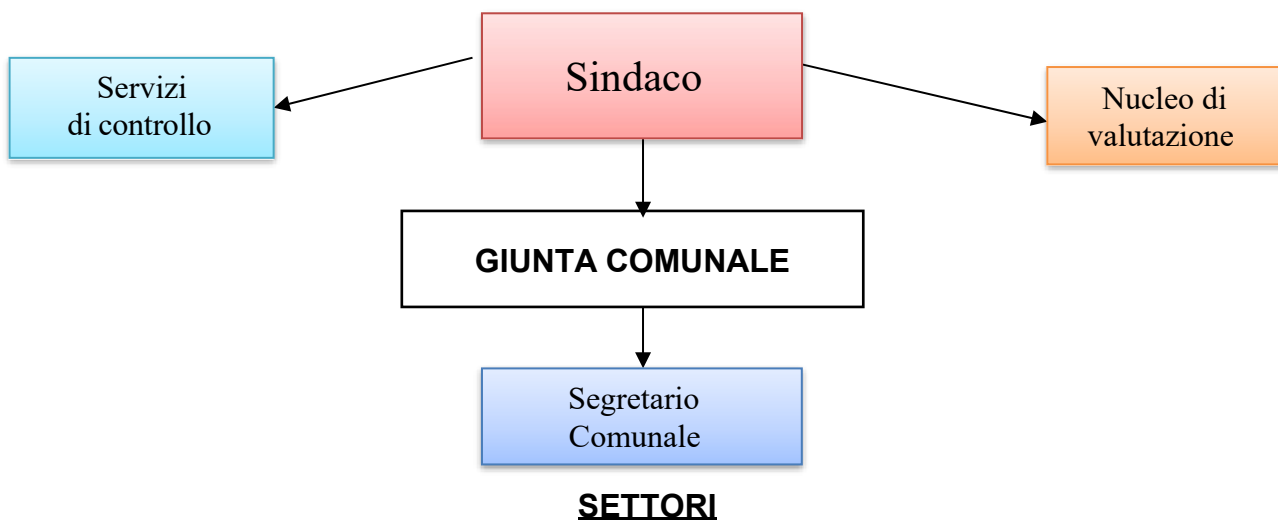 Sindaco
Servizi
di controllo
Nucleo di
valutazione
GIUNTA COMUNALE
Segretario
Comunale
SETTORI